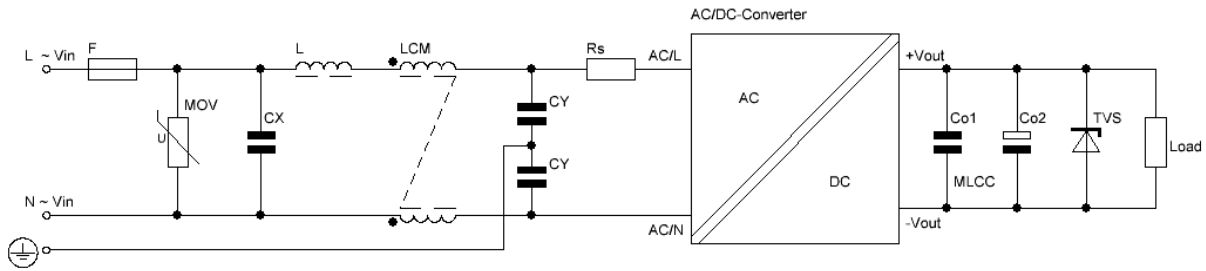 AC/DC-Converter
L ~ Vin
F
L
LCM
Rs
AC/L
+Vout
MOV
U
CX
CY
CY
AC
DC
Co1
Co2
TVS
Load
MLCC
N ~ Vin
AC/N
-Vout